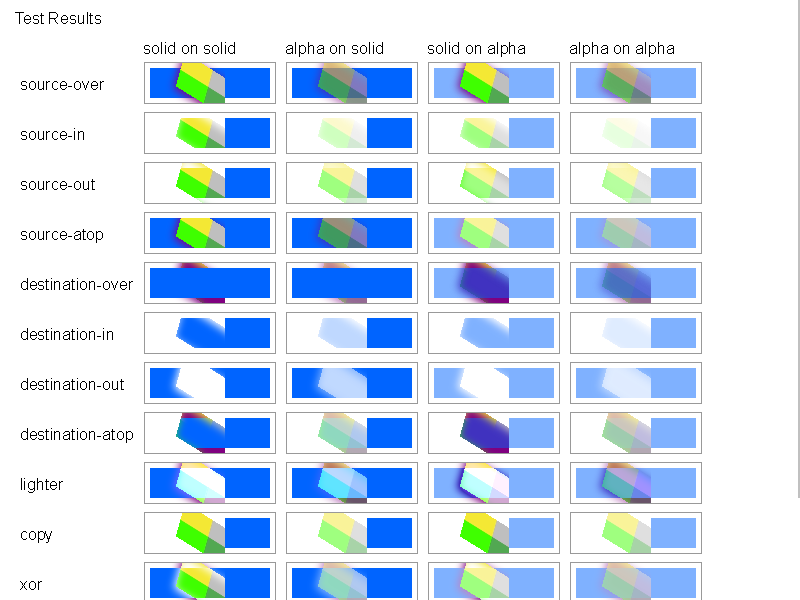 Test Results
solid on solid alpha on solid solid on alpha alpha on alpha
source-over
source-in
source-out
source-atop
destination-over
destination-in
destination-out
destination-atop
lighter
copy
xor